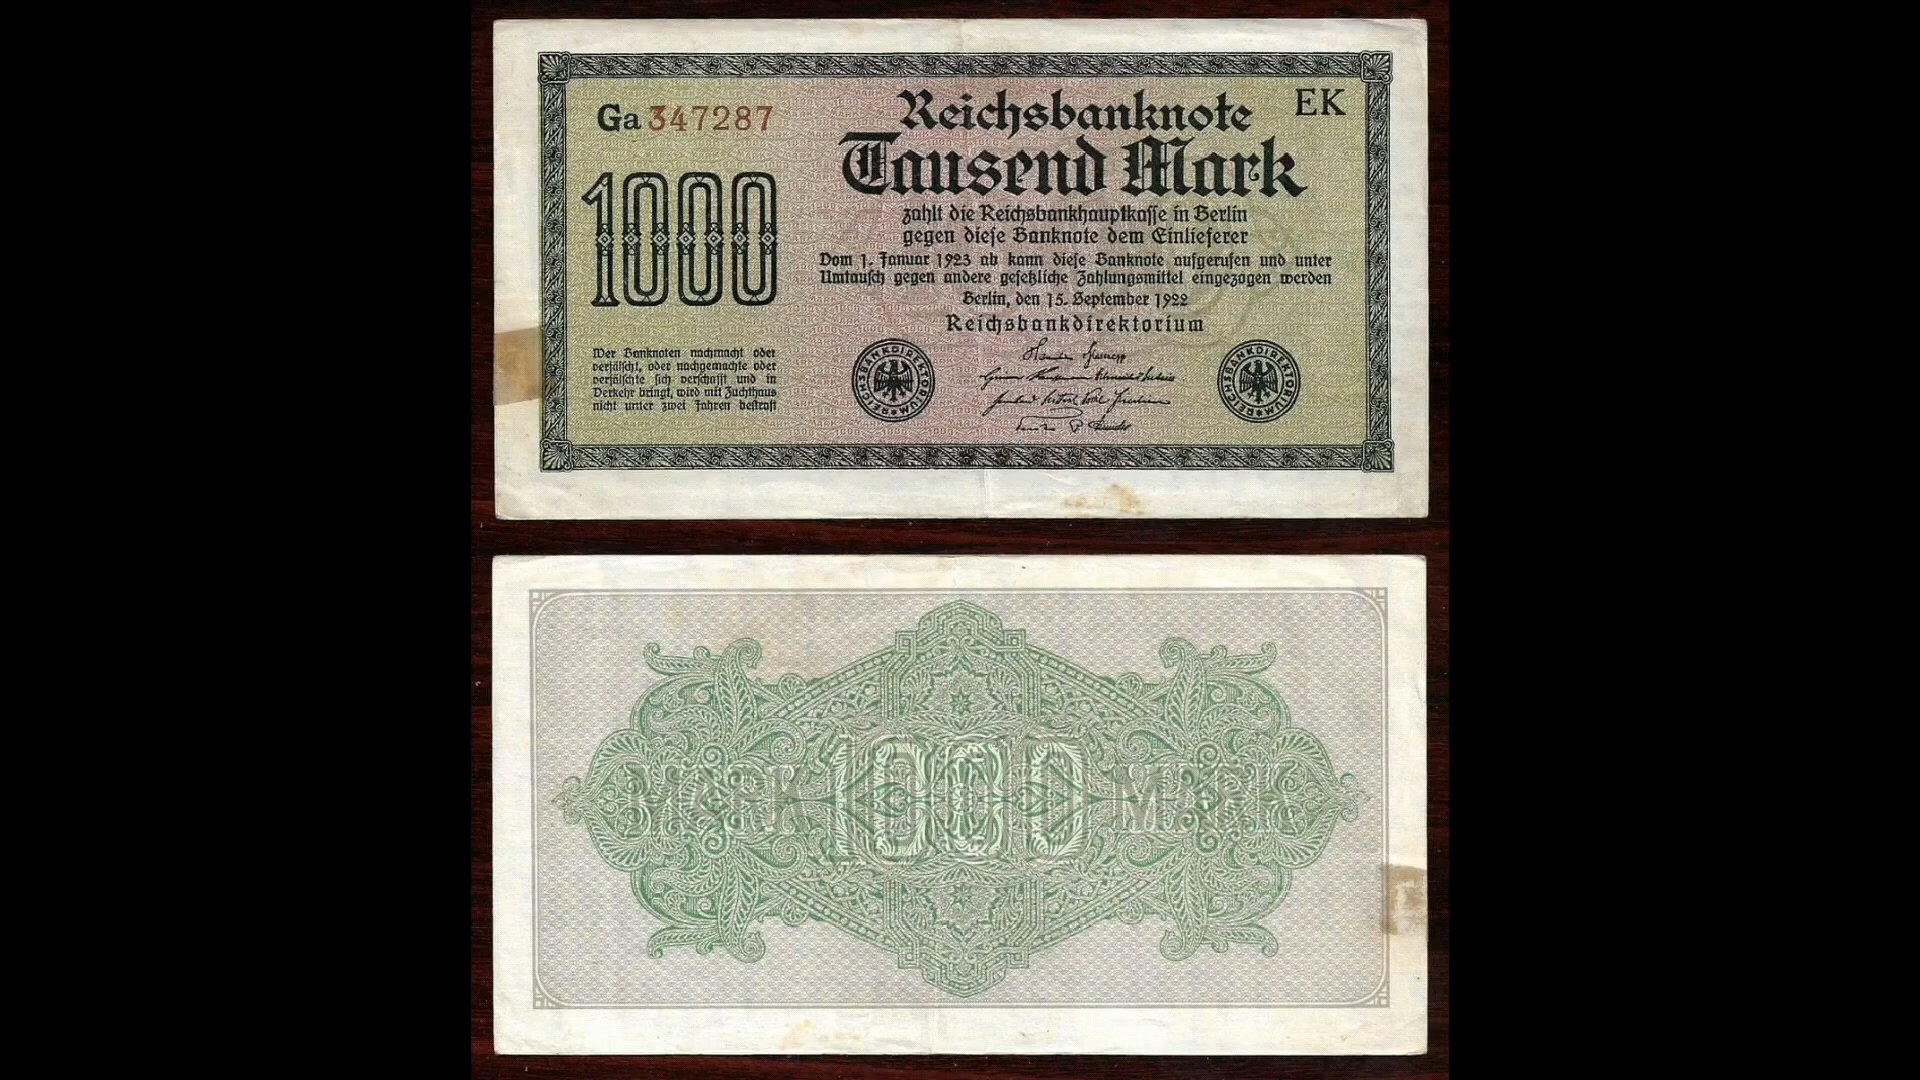 Ga 347287
Reichsbanknote
EK
Tausend Mark
1000
zahlt die Reichsbankhauptkasse in Berlin
gegen diese Banknote dem Einlieferer
Vom 1. Januar 1923 ab kann diese Banknote aufgerufen und unter
Umtausch gegen andere gesetzliche Zahlungsmittel eingezogen werden
Berlin, den 15. September 1922
Reichsbankdirektorium
Wer Banknoten nachmacht oder
verfälscht, oder nachgemachte oder
verfälschte sich verschafft und in
Verkehr bringt, wird mit Zuchthaus
nicht unter zwei Jahren bestraft
REICHSBANKDIREKTORIUM
REICHSBANKDIREKTORIUM
MARK 1000 MARK